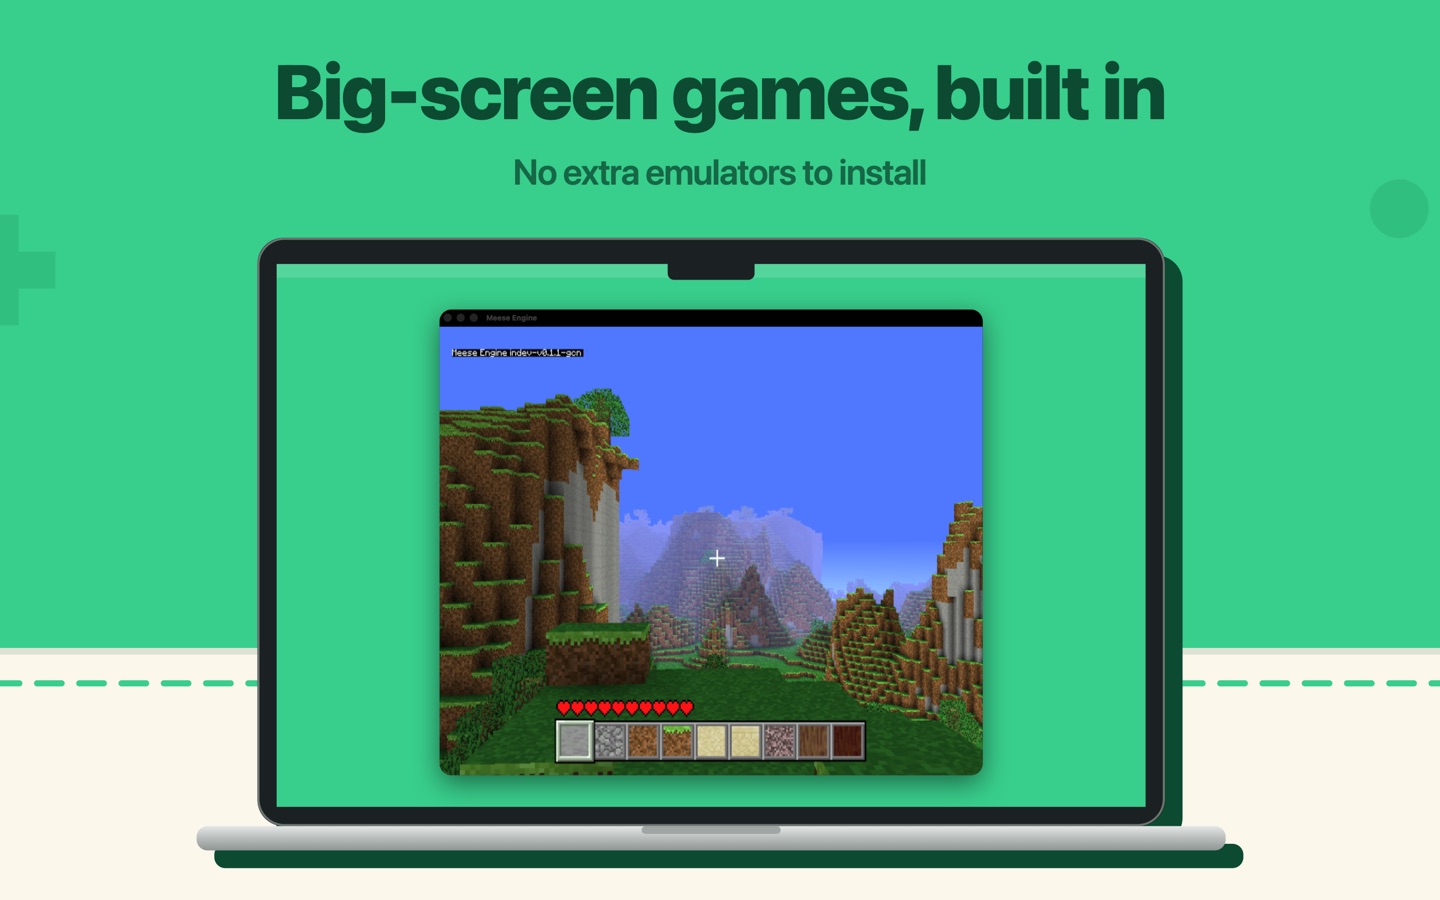 Big-screen games, built in
No extra emulators to install
Meese Engine
Meese Engine indev-v0.1.1-gcn